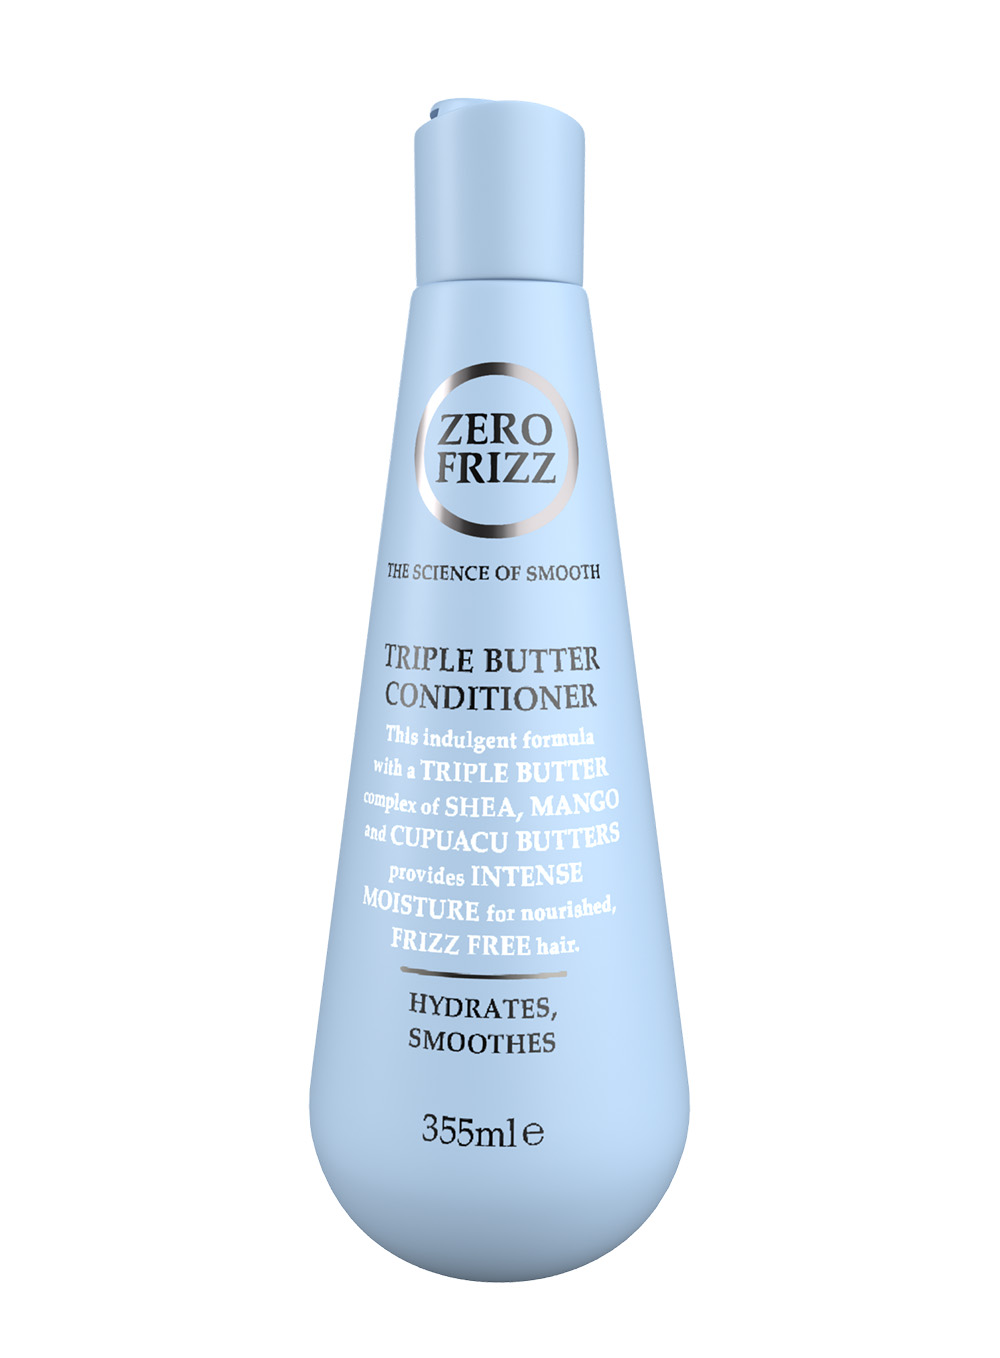 ZERO
FRIZZ
THE SCIENCE OF SMOOTH
TRIPLE BUTTER
CONDITIONER
This indulgent formula
with a TRIPLE BUTTER
complex of SHEA, MANGO
and CUPUACU BUTTERS
provides INTENSE
MOISTURE for nourished,
FRIZZ FREE hair.
HYDRATES,
SMOOTHES
355ml℮